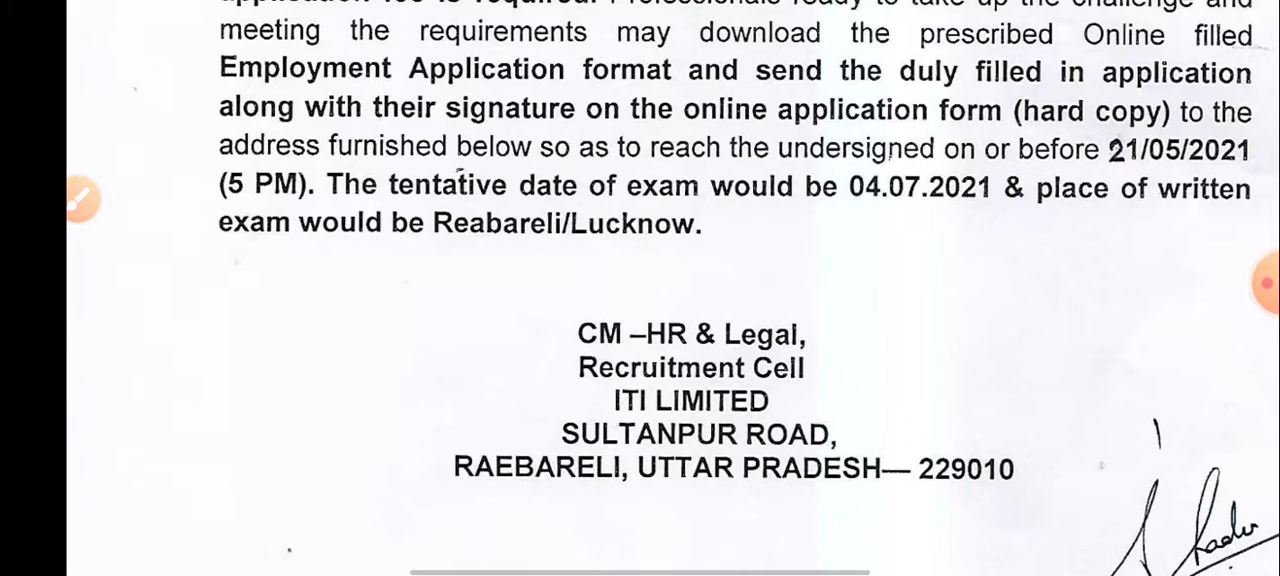 meeting the requirements may download the prescribed Online filled
Employment Application format and send the duly filled in application
along with their signature on the online application form (hard copy) to the
address furnished below so as to reach the undersigned on or before 21/05/2021
(5 PM). The tentative date of exam would be 04.07.2021 & place of written
exam would be Reabareli/Lucknow.
CM –HR & Legal,
Recruitment Cell
ITI LIMITED
SULTANPUR ROAD,
RAEBARELI, UTTAR PRADESH— 229010